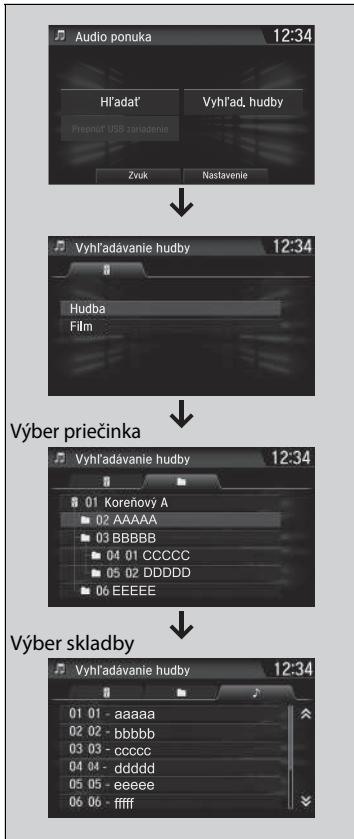 Audio ponuka 12:34
Hľadať Vyhľad. hudby
Prepnúť USB zariadenie
Zvuk Nastavenie
Vyhľadávanie hudby 12:34
Hudba
Film
Výber priečinka
Vyhľadávanie hudby 12:34
01 Koreňový A
02 AAAAA
03 BBBBB
04 01 CCCCC
05 02 DDDDD
06 EEEEE
Výber skladby
Vyhľadávanie hudby 12:34
01 01 - aaaaa
02 02 - bbbbb
03 03 - ccccc
04 04 - ddddd
05 05 - eeeee
06 06 - fffff